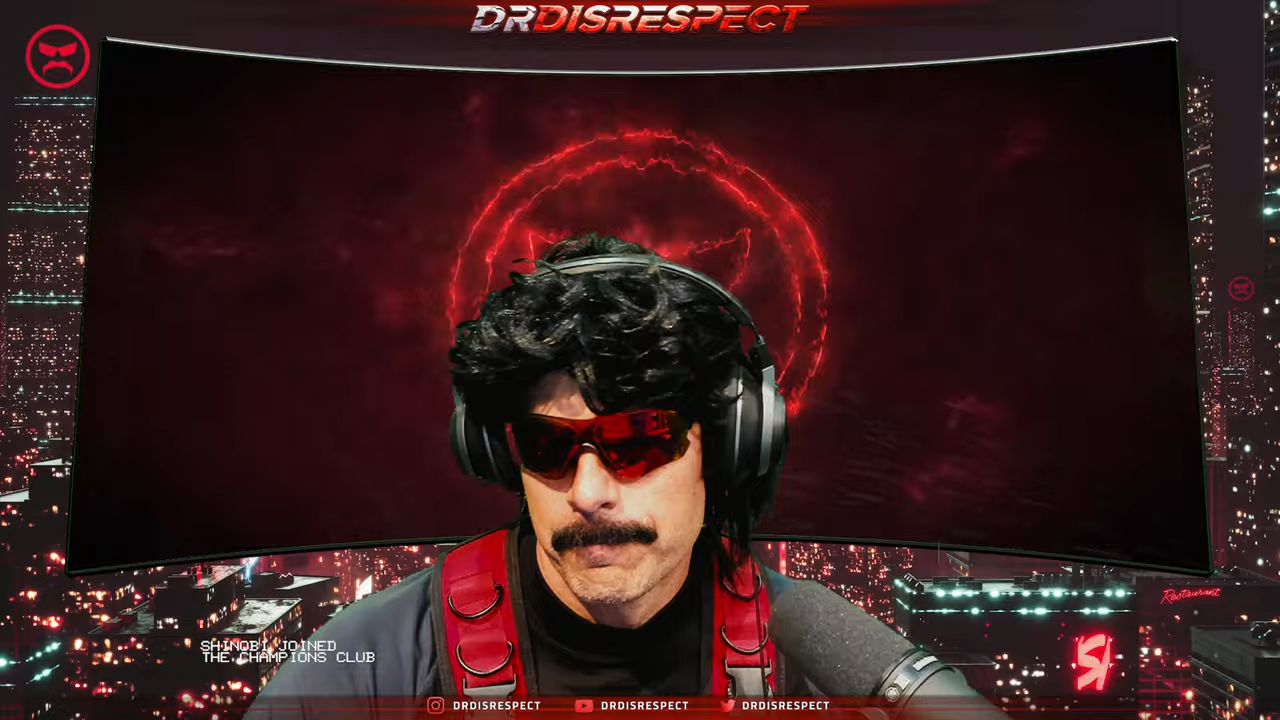 DRDISRESPECT
Restaurant
SHINOBI JOINED
THE CHAMPIONS CLUB
DRDISRESPECT DRDISRESPECT DRDISRESPECT